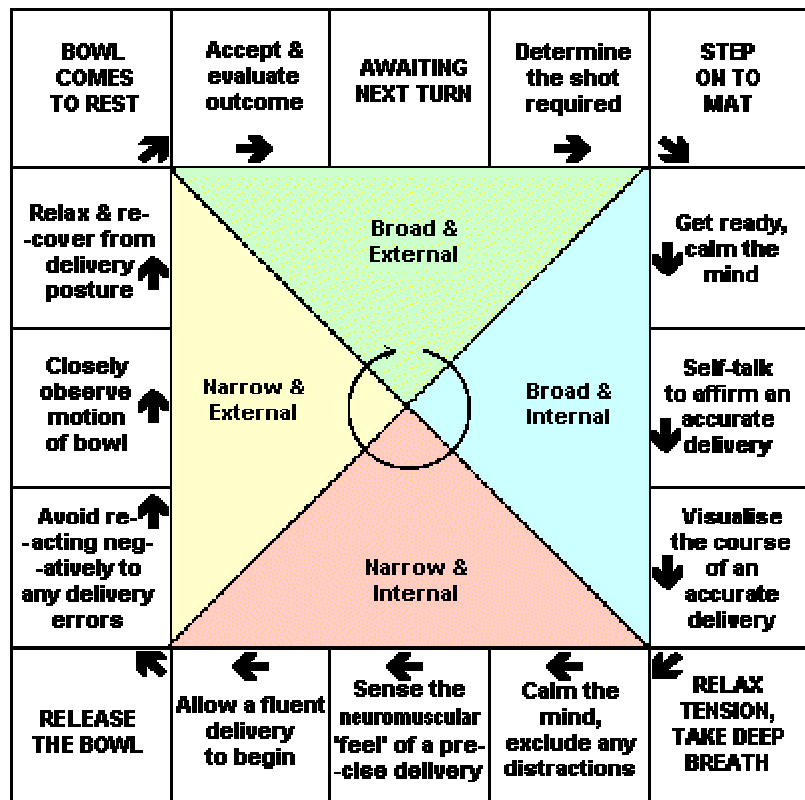 BOWL
COMES
TO REST
Accept &
evaluate
outcome
AWAITING
NEXT TURN
Determine
the shot
required
STEP
ON TO
MAT
Relax & re-
-cover from
delivery
posture
Broad &
External
Get ready,
calm the
mind
Closely
observe
motion
of bowl
Narrow &
External
Broad &
Internal
Self-talk
to affirm an
accurate
delivery
Avoid re-
-acting neg-
-atively to
any delivery
errors
Narrow &
Internal
Visualise
the course
of an
accurate
delivery
RELEASE
THE BOWL
Allow a fluent
delivery
to begin
Sense the
neuromuscular
'feel' of a pre-
-cise delivery
Calm the
mind,
exclude any
distractions
RELAX
TENSION,
TAKE DEEP
BREATH